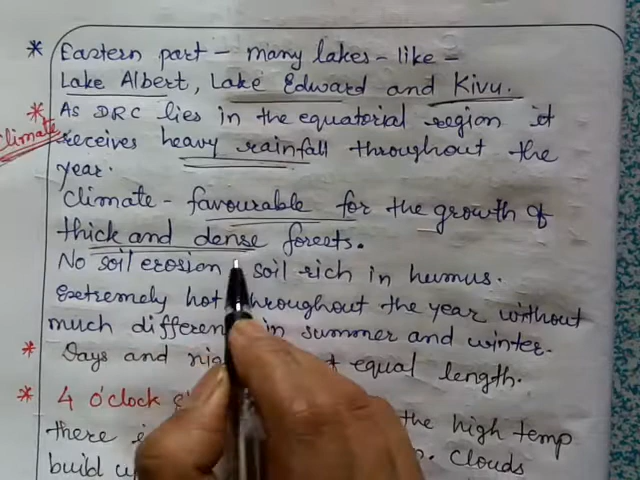 * Eastern part - many lakes - like -
Lake Albert, Lake Edward and Kivu.
* As DRC lies in the equatorial region it
Climate receives heavy rainfall throughout the
year.
Climate - favourable for the growth of
thick and dense forests.
No soil erosion soil rich in humus.
Extremely hot throughout the year without
much differen in summer and winter.
* Days and nig equal length.
* 4 o'clock the high temp
there
build clouds